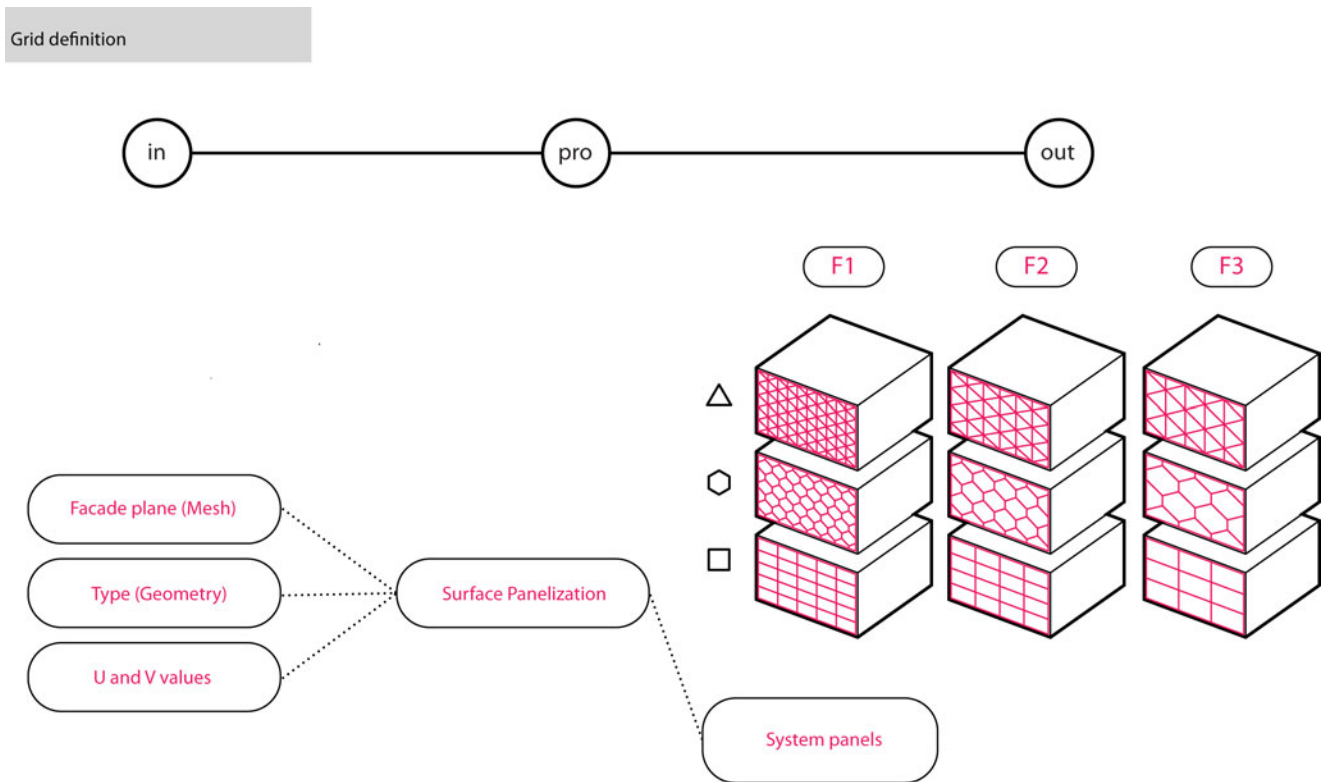 Grid definition
in
pro
out
F1
F2
F3
Facade plane (Mesh)
Type (Geometry)
Surface Panelization
U and V values
System panels